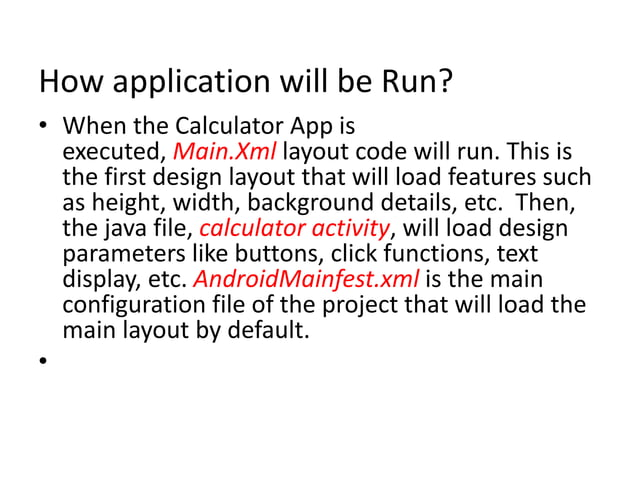 How application will be Run?
• When the Calculator App is
executed, Main.Xml layout code will run. This is
the first design layout that will load features such
as height, width, background details, etc.  Then,
the java file, calculator activity, will load design
parameters like buttons, click functions, text
display, etc. AndroidMainfest.xml is the main
configuration file of the project that will load the
main layout by default.
•